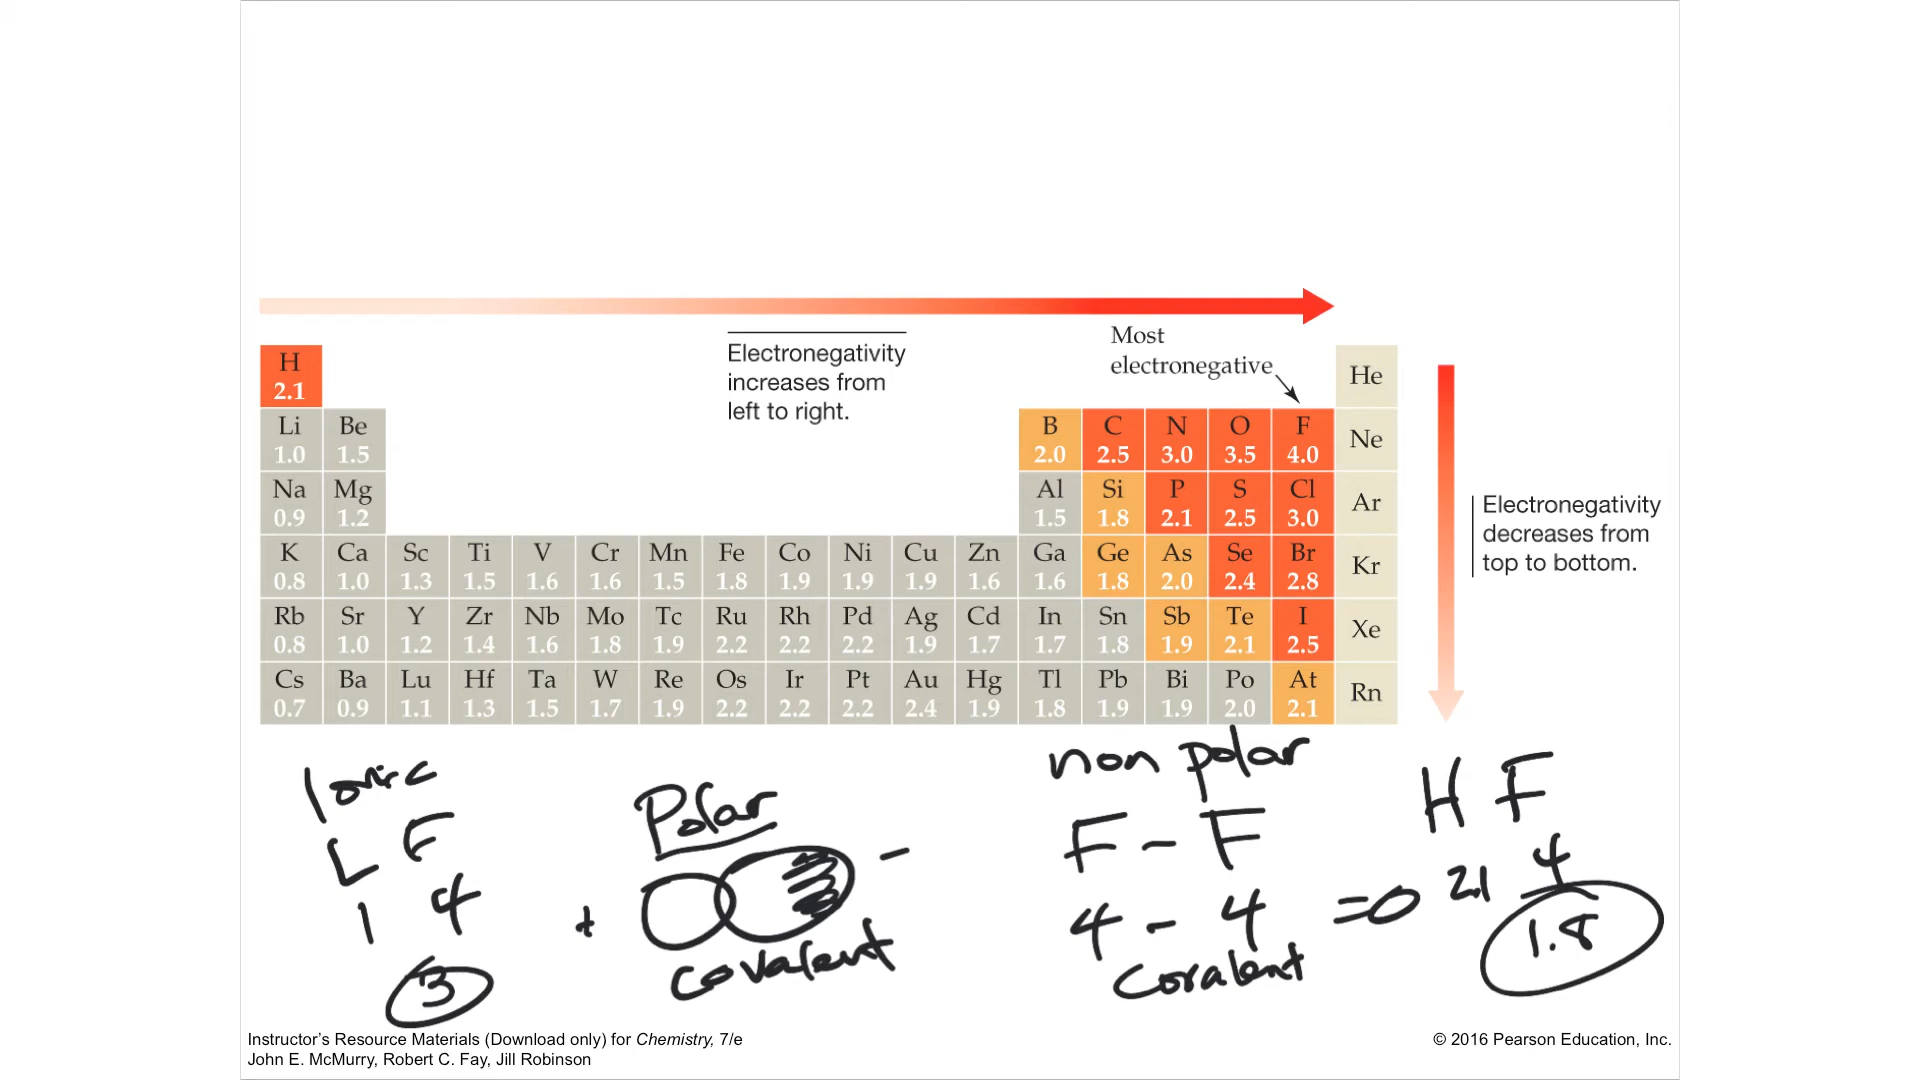 Most
electronegative
Electronegativity
increases from
left to right.
H He
2.1
Li Be B C N O F Ne
1.0 1.5 2.0 2.5 3.0 3.5 4.0
Na Mg Al Si P S Cl Ar
0.9 1.2 1.5 1.8 2.1 2.5 3.0
K Ca Sc Ti V Cr Mn Fe Co Ni Cu Zn Ga Ge As Se Br Kr
0.8 1.0 1.3 1.5 1.6 1.6 1.5 1.8 1.9 1.9 1.9 1.6 1.6 1.8 2.0 2.4 2.8
Rb Sr Y Zr Nb Mo Tc Ru Rh Pd Ag Cd In Sn Sb Te I Xe
0.8 1.0 1.2 1.4 1.6 1.8 1.9 2.2 2.2 2.2 1.9 1.7 1.7 1.8 1.9 2.1 2.5
Cs Ba Lu Hf Ta W Re Os Ir Pt Au Hg Tl Pb Bi Po At Rn
0.7 0.9 1.1 1.3 1.5 1.7 1.9 2.2 2.2 2.2 2.4 1.9 1.8 1.9 1.9 2.0 2.1
Electronegativity
decreases from
top to bottom.
Ionic
L F
1 4
3
Polar
+ -
covalent
non polar
F - F
4 - 4 = 0
covalent
H F
2.1 4
1.8
Instructor's Resource Materials (Download only) for Chemistry, 7/e
John E. McMurry, Robert C. Fay, Jill Robinson
© 2016 Pearson Education, Inc.